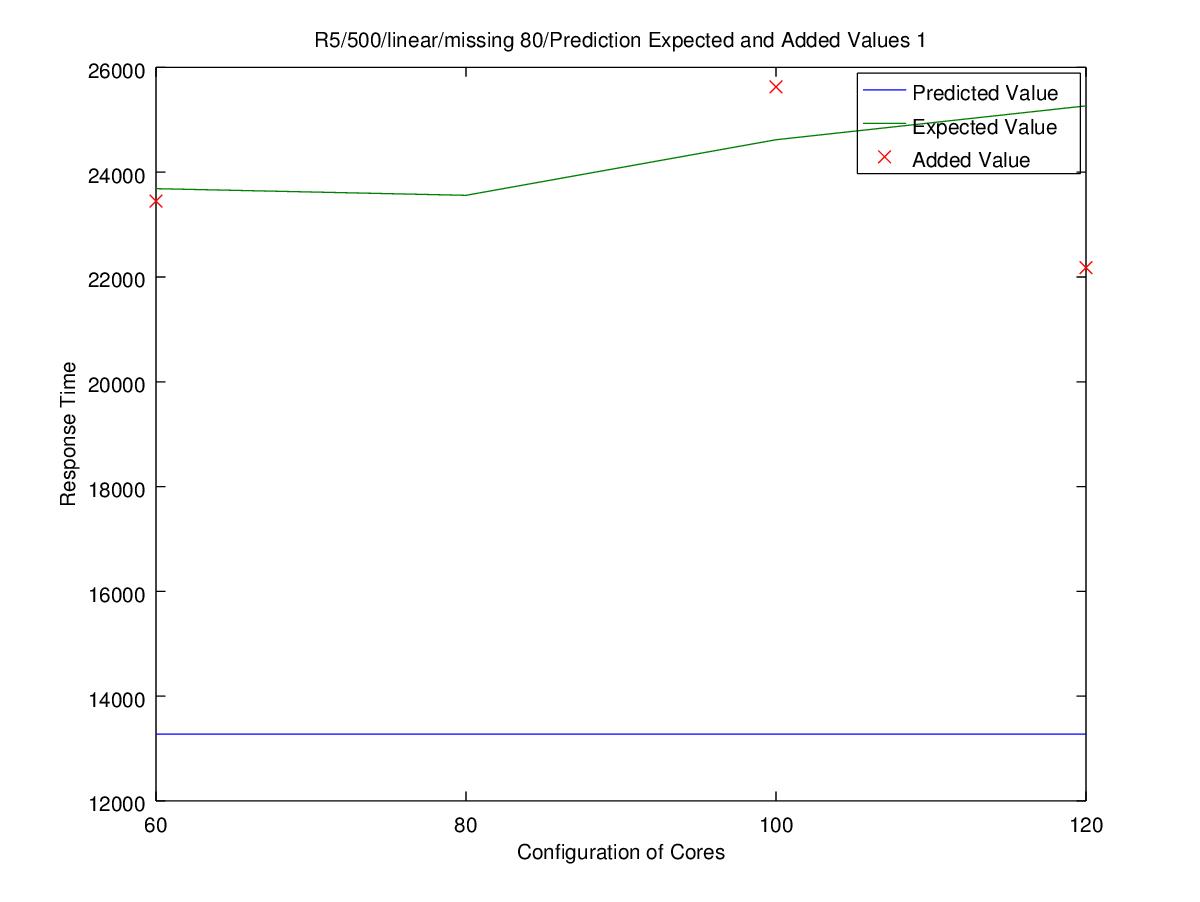 R5/500/linear/missing 80/Prediction Expected and Added Values 1
26000
24000
22000
20000
18000
16000
14000
12000
Response Time
Predicted Value
Expected Value
Added Value
60 80 100 120
Configuration of Cores